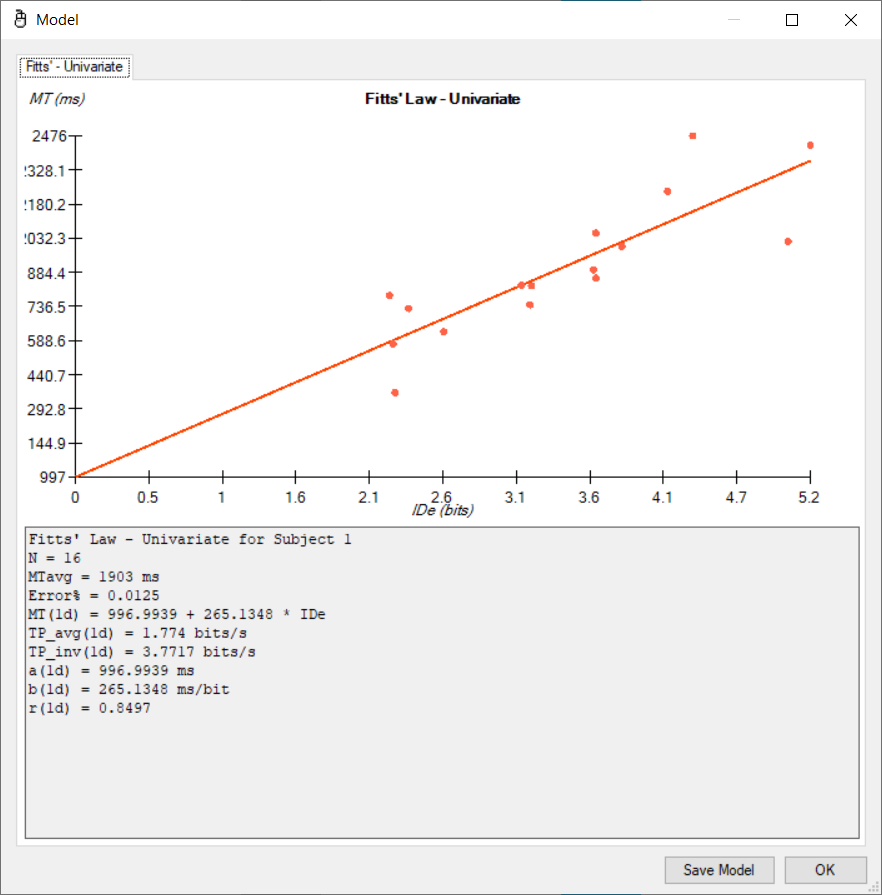 Model
Fitts' - Univariate
MT (ms)
Fitts' Law - Univariate
2476
328.1
180.2
032.3
884.4
736.5
588.6
440.7
292.8
144.9
997
0 0.5 1 1.6 2.1 2.6 3.1 3.6 4.1 4.7 5.2
IDe (bits)
Fitts' Law - Univariate for Subject 1
N = 16
MTavg = 1903 ms
Error% = 0.0125
MT(1d) = 996.9939 + 265.1348 * IDe
TP_avg(1d) = 1.774 bits/s
TP_inv(1d) = 3.7717 bits/s
a(1d) = 996.9939 ms
b(1d) = 265.1348 ms/bit
r(1d) = 0.8497
Save Model OK